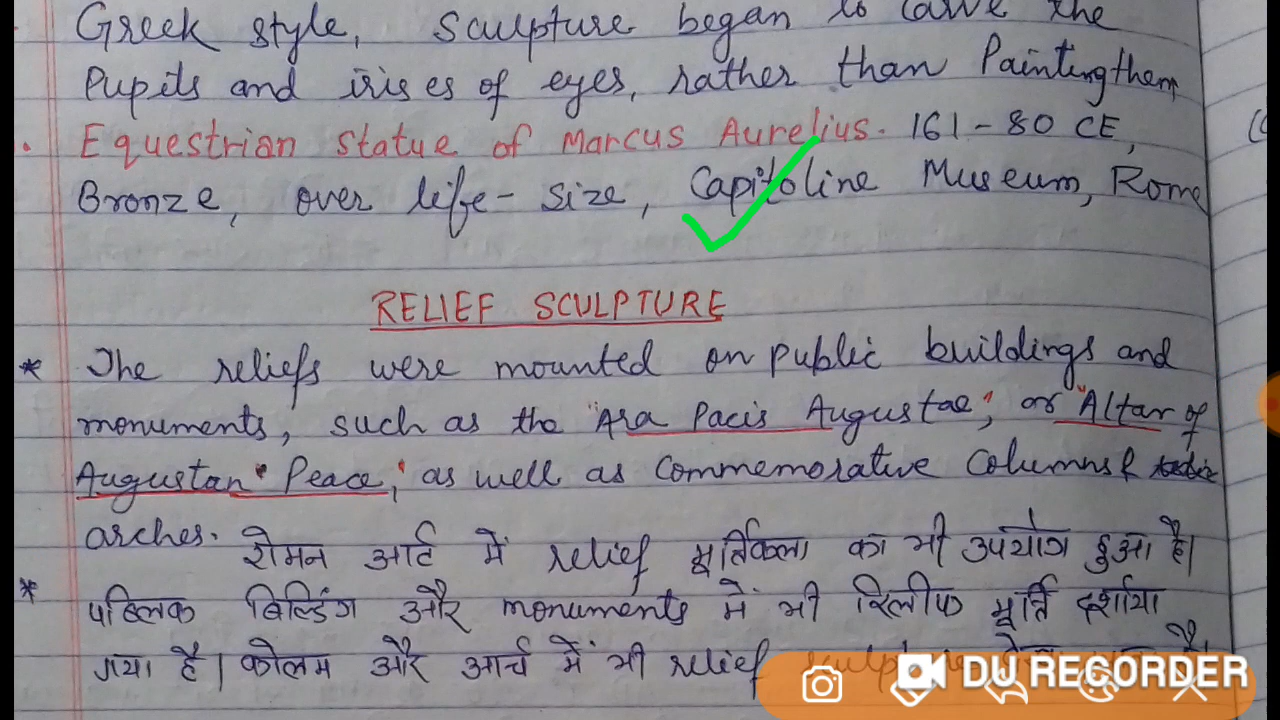 Greek style, Sculpture began to carve the
Pupils and irises of eyes, rather than Painting them
. Equestrian statue of Marcus Aurelius. 161-80 CE,
Bronze, over life-size, Capitoline Museum, Rome
RELIEF SCULPTURE
* The reliefs were mounted on public buildings and
monuments, such as the "Ara Pacis Augustae", or "Altar of
Augustan" Peace", as well as Commemorative Columns &
arches. रोमन आर्ट में relief मूर्तिकला का भी उपयोग हुआ है।
* पब्लिक बिल्डिंग और monuments में भी रिलीफ मूर्ति दर्शाया
गया है। कोलम और आर्च में भी relief sculpture
DU RECORDER